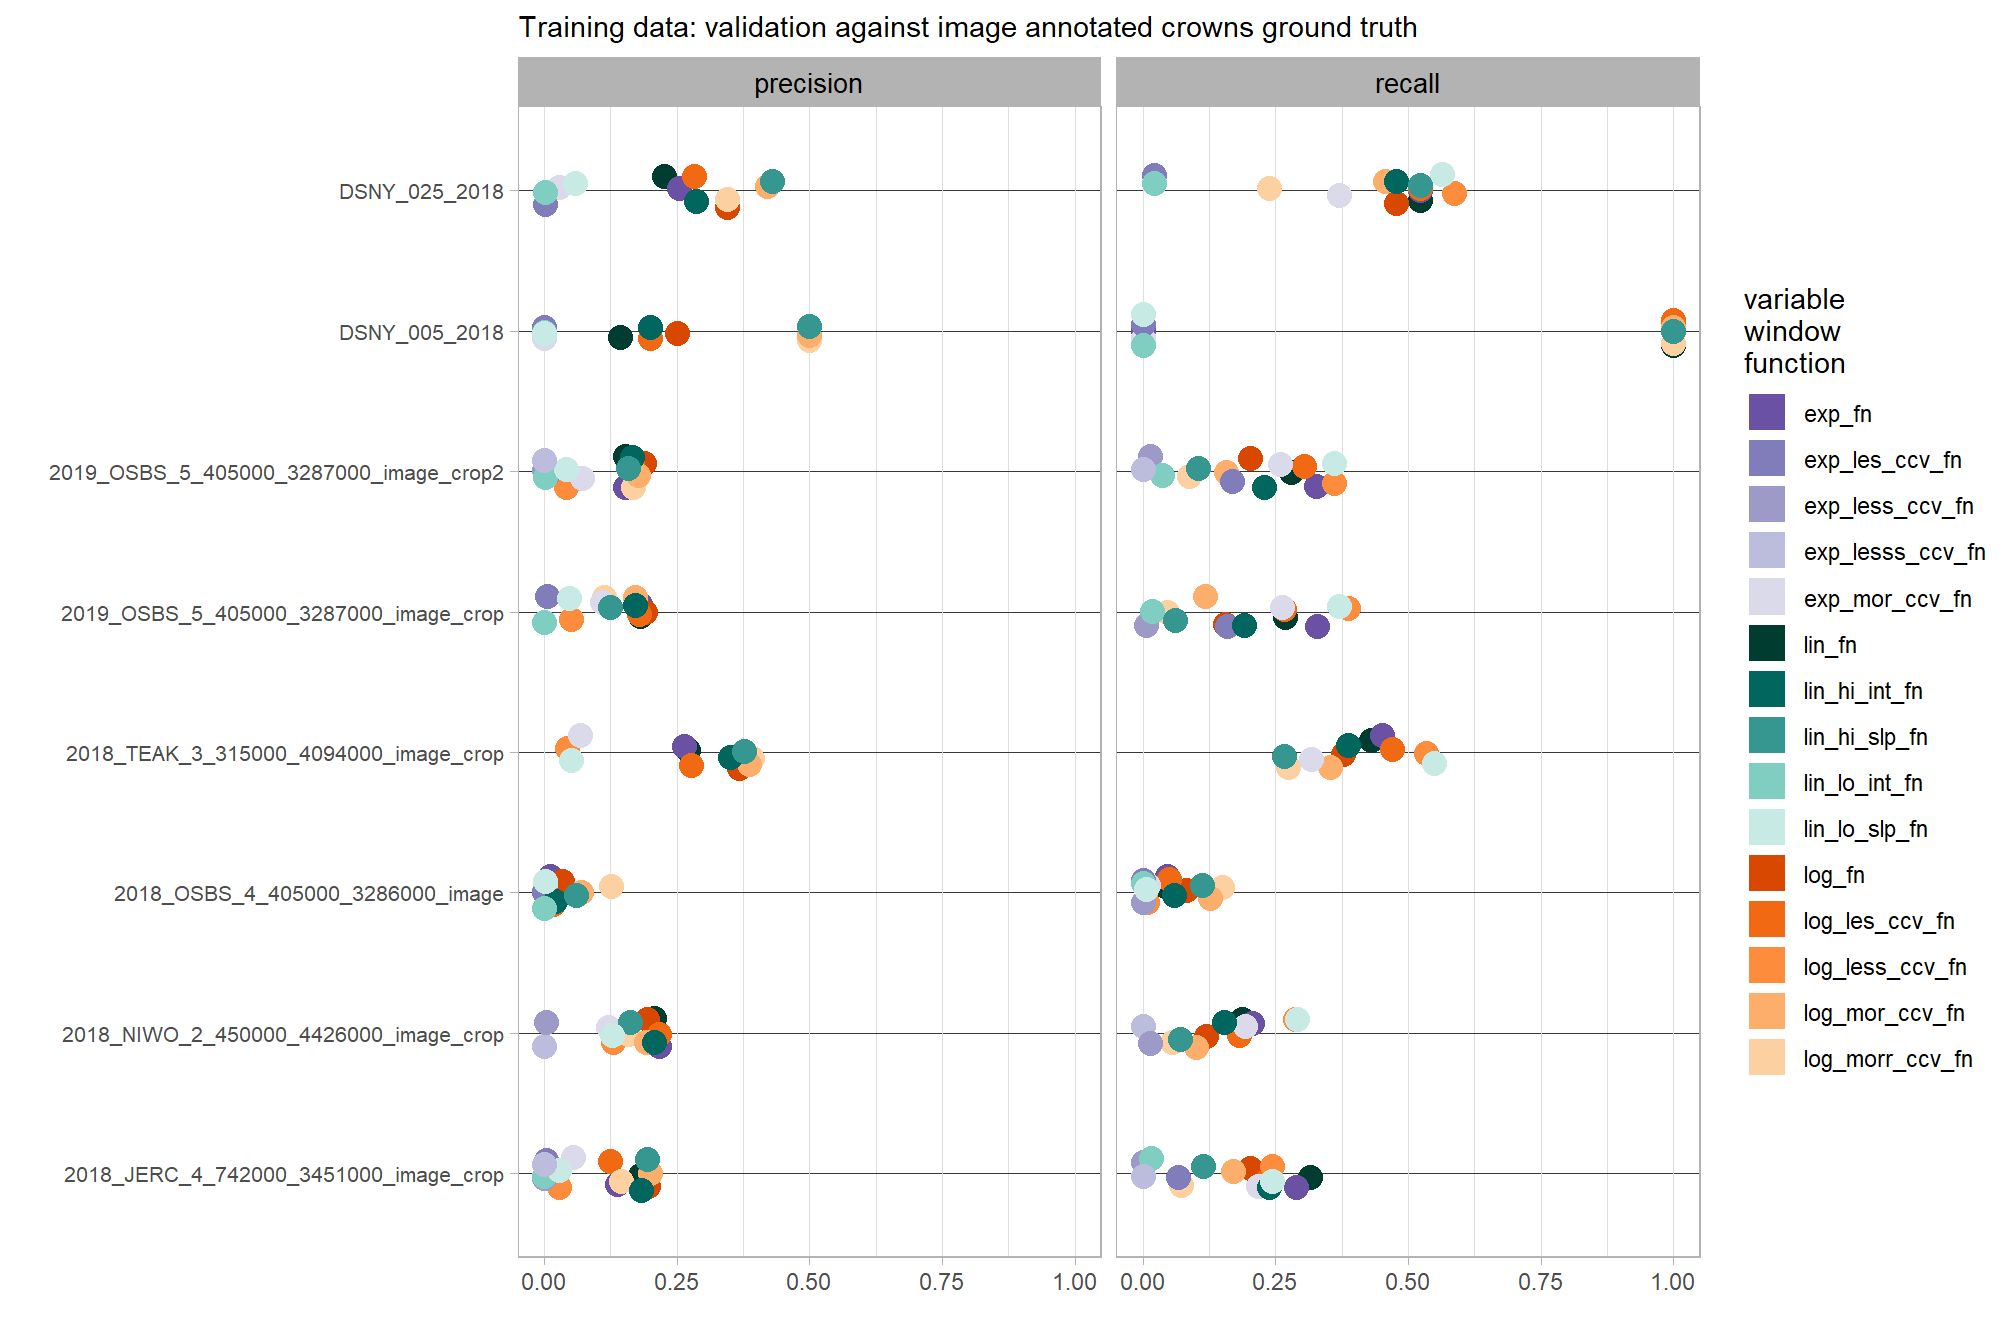 Training data: validation against image annotated crowns ground truth
precision
recall
DSNY_025_2018
DSNY_005_2018
2019_OSBS_5_405000_3287000_image_crop2
2019_OSBS_5_405000_3287000_image_crop
2018_TEAK_3_315000_4094000_image_crop
2018_OSBS_4_405000_3286000_image
2018_NIWO_2_450000_4426000_image_crop
2018_JERC_4_742000_3451000_image_crop
0.00 0.25 0.50 0.75 1.00
0.00 0.25 0.50 0.75 1.00
variable
window
function
exp_fn
exp_les_ccv_fn
exp_less_ccv_fn
exp_lesss_ccv_fn
exp_mor_ccv_fn
lin_fn
lin_hi_int_fn
lin_hi_slp_fn
lin_lo_int_fn
lin_lo_slp_fn
log_fn
log_les_ccv_fn
log_less_ccv_fn
log_mor_ccv_fn
log_morr_ccv_fn